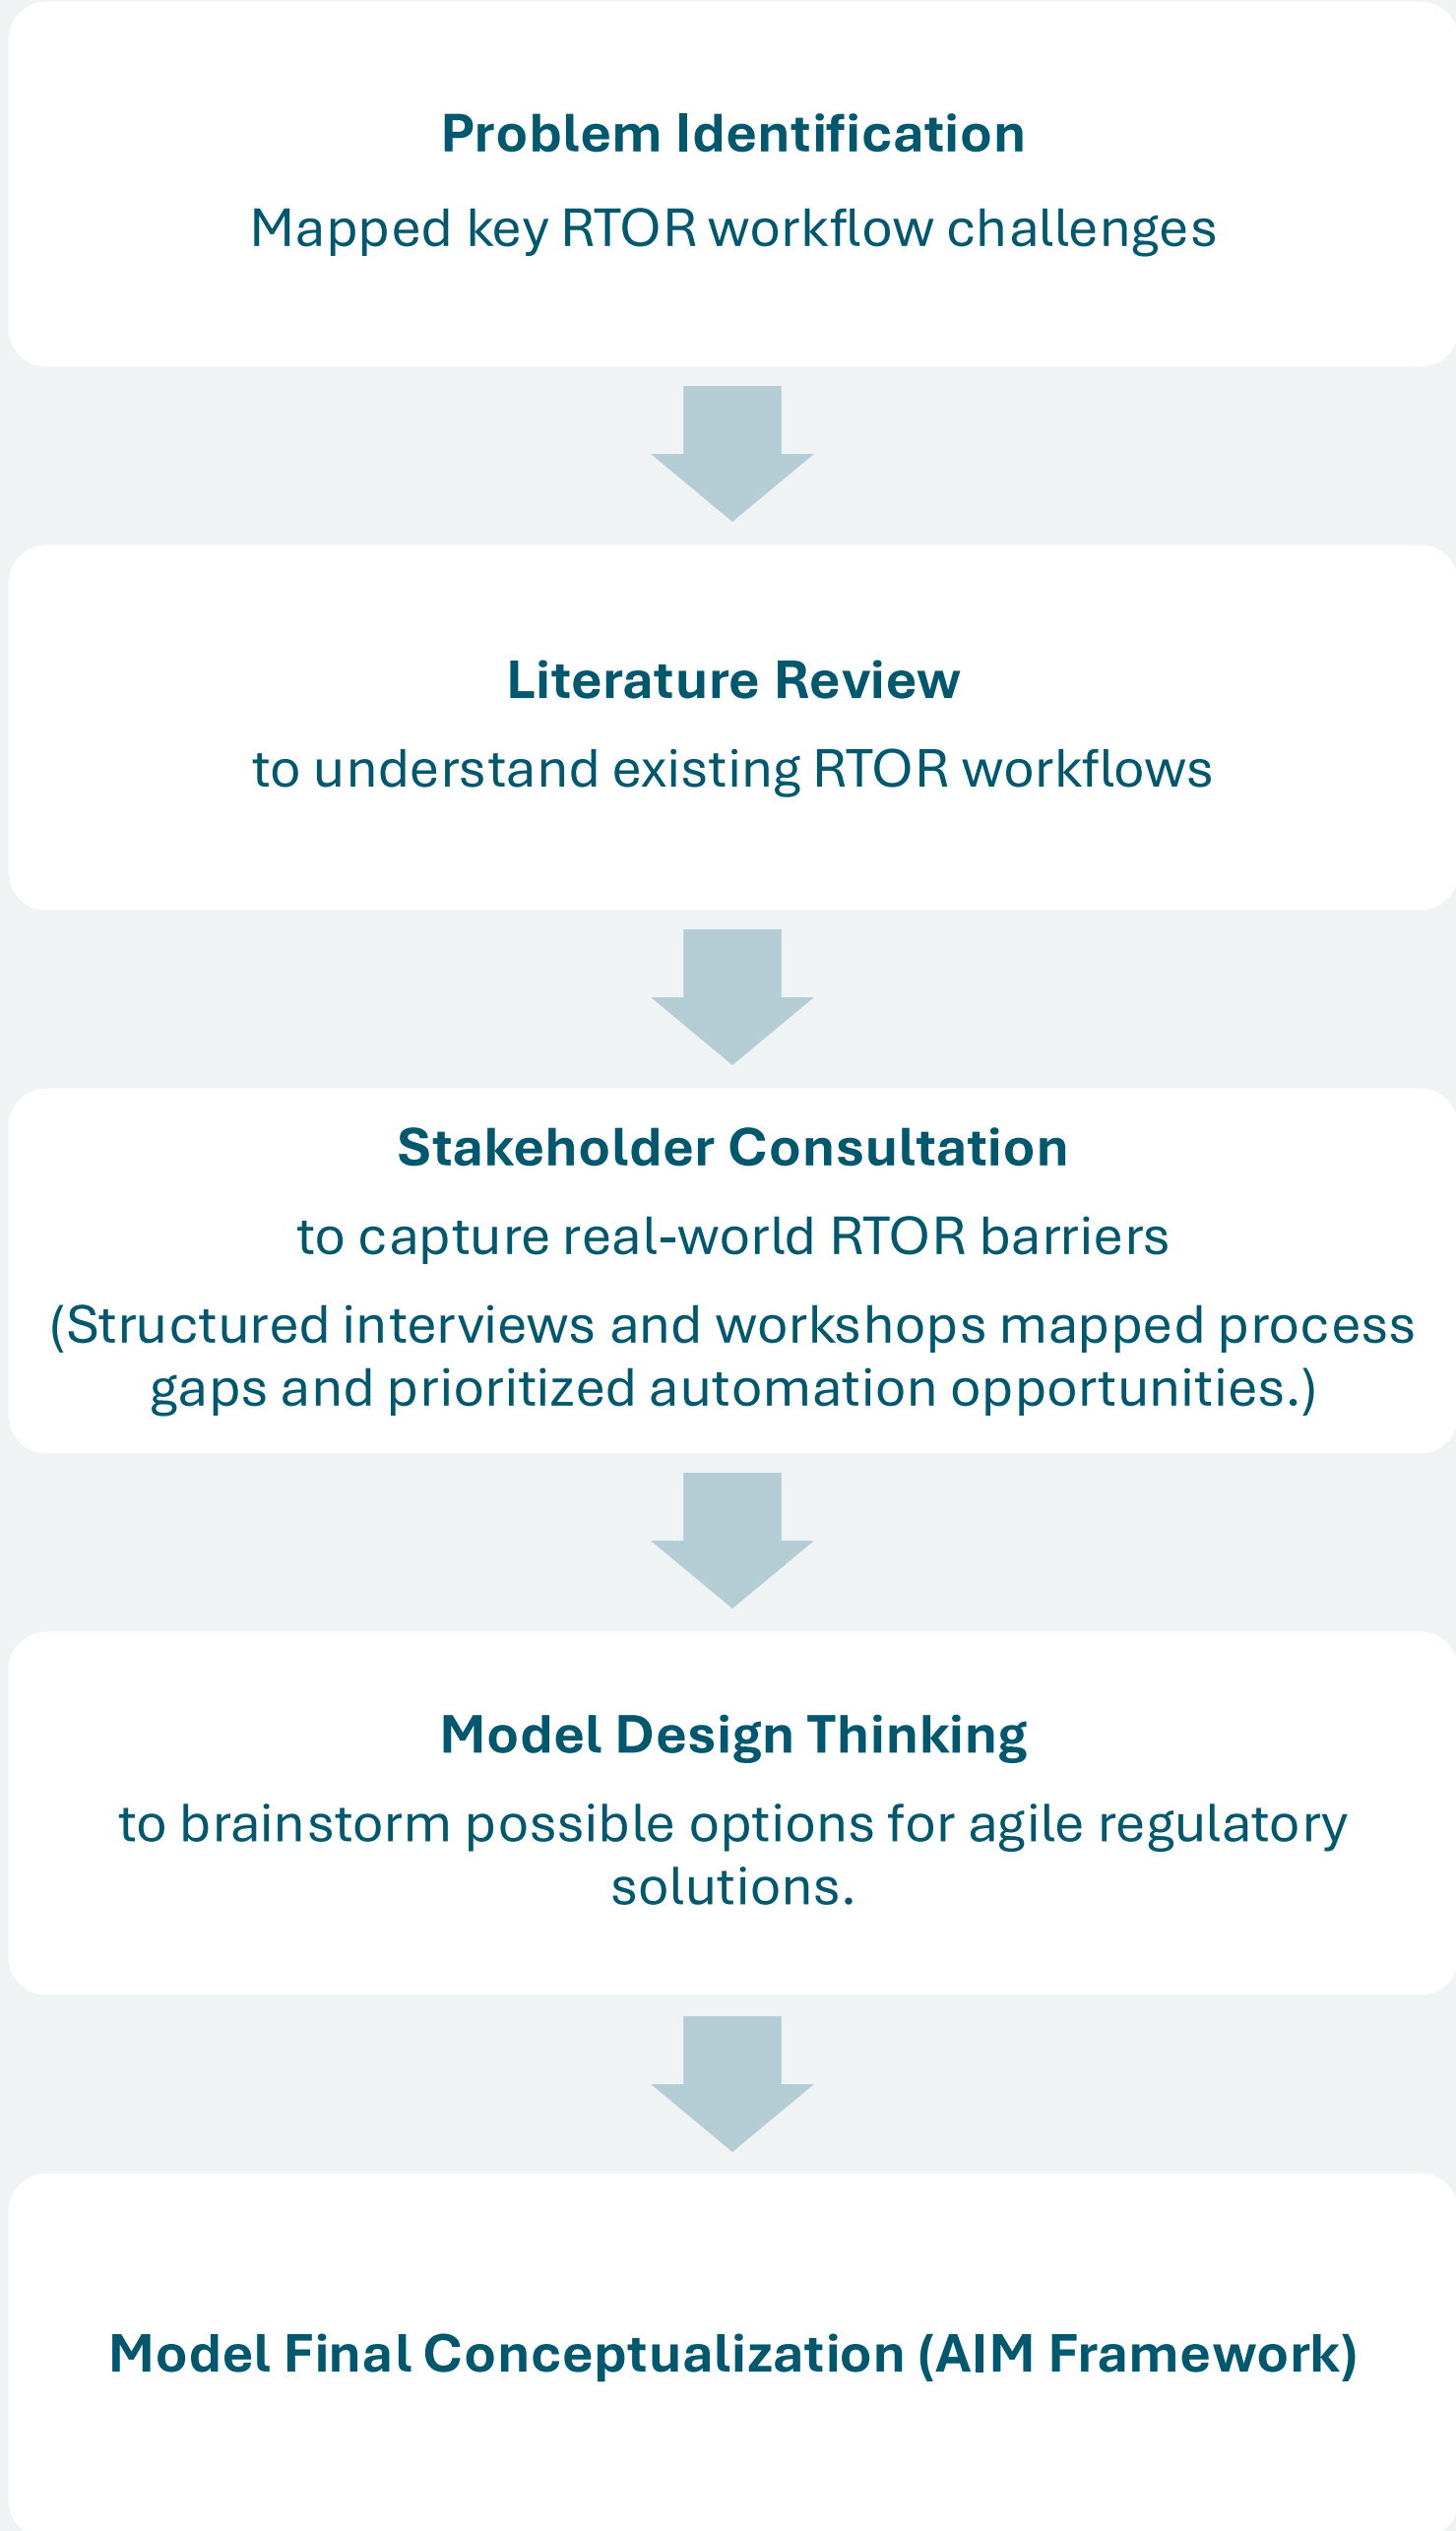 Problem Identification
Mapped key RTOR workflow challenges
Literature Review
to understand existing RTOR workflows
Stakeholder Consultation
to capture real-world RTOR barriers
(Structured interviews and workshops mapped process
gaps and prioritized automation opportunities.)
Model Design Thinking
to brainstorm possible options for agile regulatory
solutions.
Model Final Conceptualization (AIM Framework)